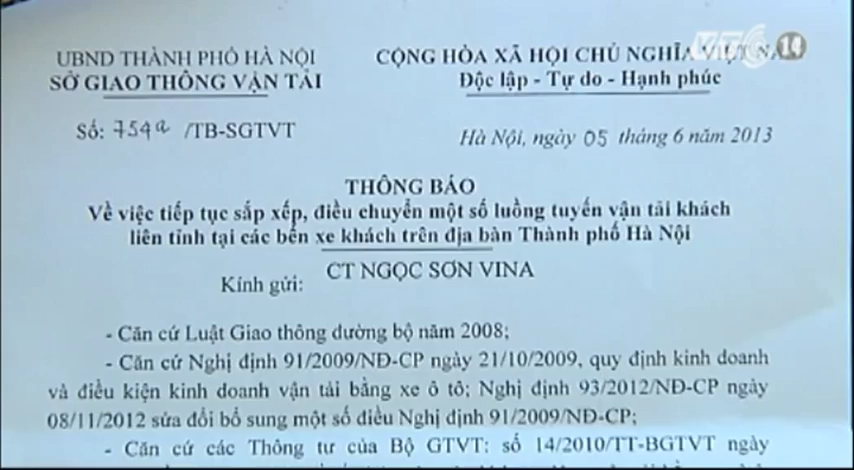 UBND THÀNH PHỐ HÀ NỘI
SỞ GIAO THÔNG VẬN TẢI
CỘNG HÒA XÃ HỘI CHỦ NGHĨA VIỆT NA
Độc lập - Tự do - Hạnh phúc
VTC 14
Số: 759a /TB-SGTVT
Hà Nội, ngày 05 tháng 6 năm 2013
THÔNG BÁO
Về việc tiếp tục sắp xếp, điều chuyển một số luồng tuyến vận tải khách
liên tỉnh tại các bến xe khách trên địa bàn Thành phố Hà Nội
Kính gửi: CT NGỌC SƠN VINA
- Căn cứ Luật Giao thông đường bộ năm 2008;
- Căn cứ Nghị định 91/2009/NĐ-CP ngày 21/10/2009, quy định kinh doanh
và điều kiện kinh doanh vận tải bằng xe ô tô; Nghị định 93/2012/NĐ-CP ngày
08/11/2012 sửa đổi bổ sung một số điều Nghị định 91/2009/NĐ-CP;
- Căn cứ các Thông tư của Bộ GTVT: số 14/2010/TT-BGTVT ngày